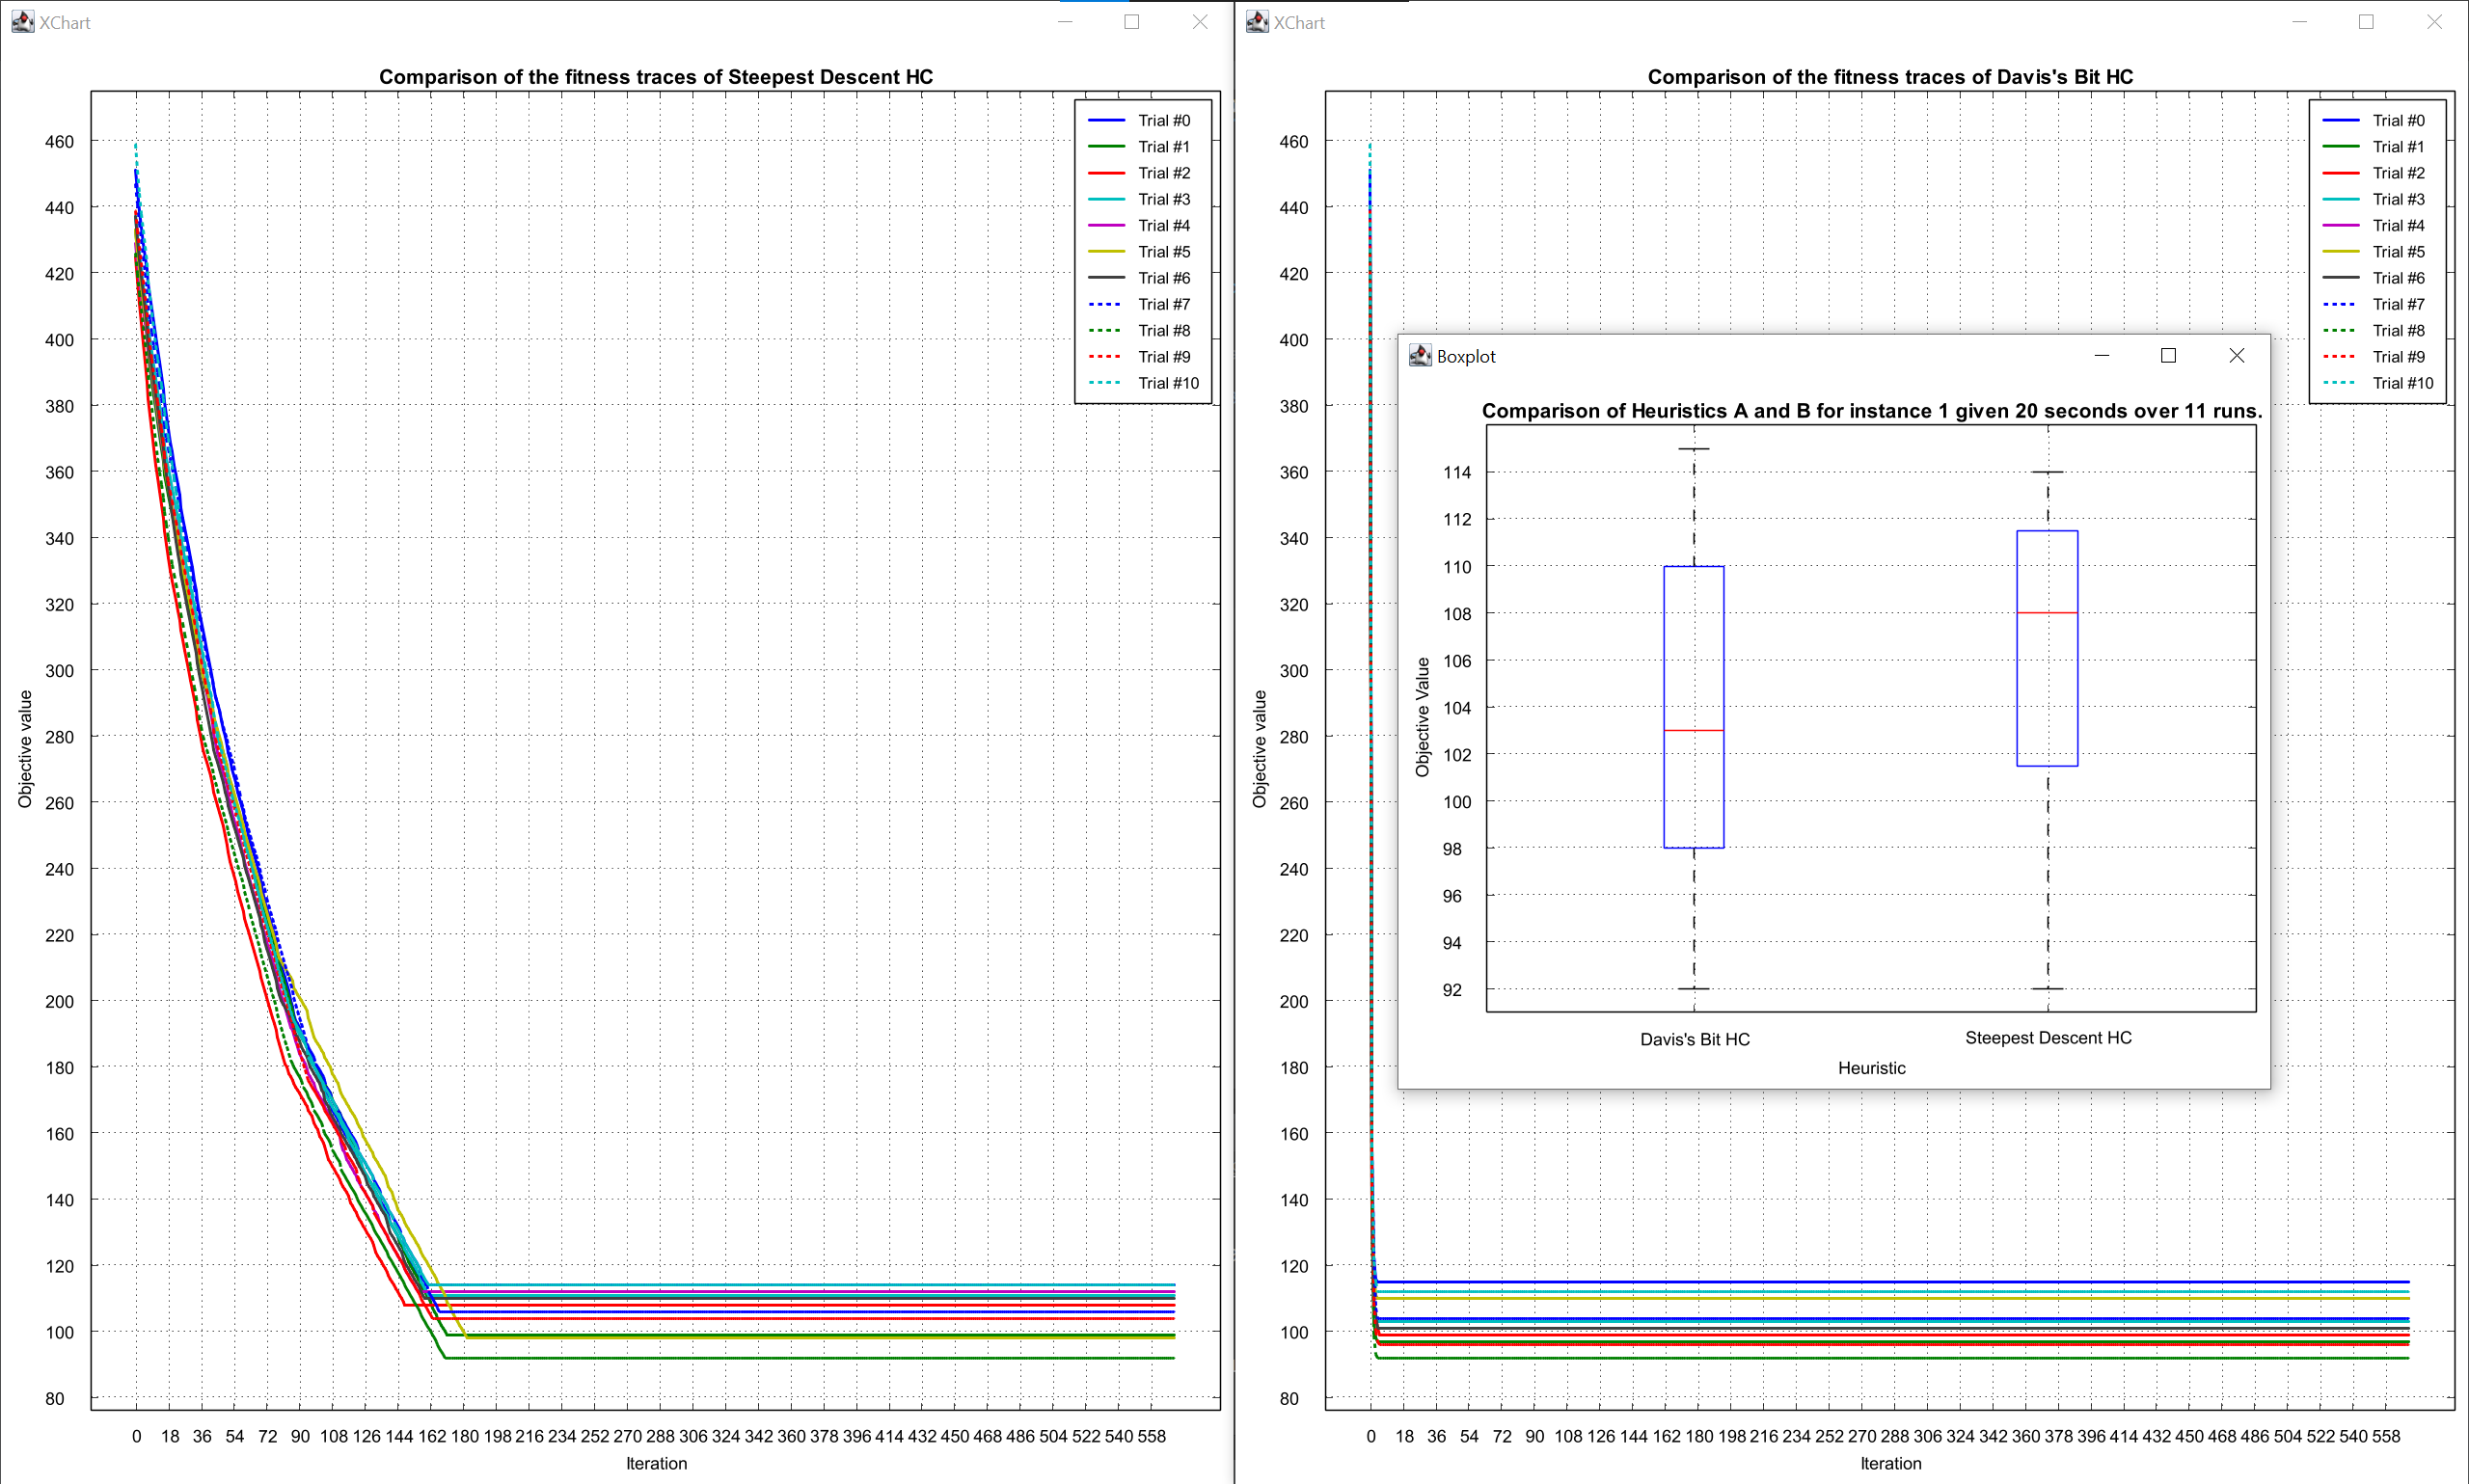 XChart
Comparison of the fitness traces of Steepest Descent HC
Trial #0
Trial #1
Trial #2
Trial #3
Trial #4
Trial #5
Trial #6
Trial #7
Trial #8
Trial #9
Trial #10
460
440
420
400
380
360
340
320
300
280
260
240
220
200
180
160
140
120
100
80
Objective value
0 18 36 54 72 90 108 126 144 162 180 198 216 234 252 270 288 306 324 342 360 378 396 414 432 450 468 486 504 522 540 558
Iteration
XChart
Comparison of the fitness traces of Davis's Bit HC
Trial #0
Trial #1
Trial #2
Trial #3
Trial #4
Trial #5
Trial #6
Trial #7
Trial #8
Trial #9
Trial #10
460
440
420
400
380
360
340
320
300
280
260
240
220
200
180
160
140
120
100
80
Objective value
0 18 36 54 72 90 108 126 144 162 180 198 216 234 252 270 288 306 324 342 360 378 396 414 432 450 468 486 504 522 540 558
Iteration
Boxplot
Comparison of Heuristics A and B for instance 1 given 20 seconds over 11 runs.
114
112
110
108
106
104
102
100
98
96
94
92
Objective Value
Davis's Bit HC
Steepest Descent HC
Heuristic